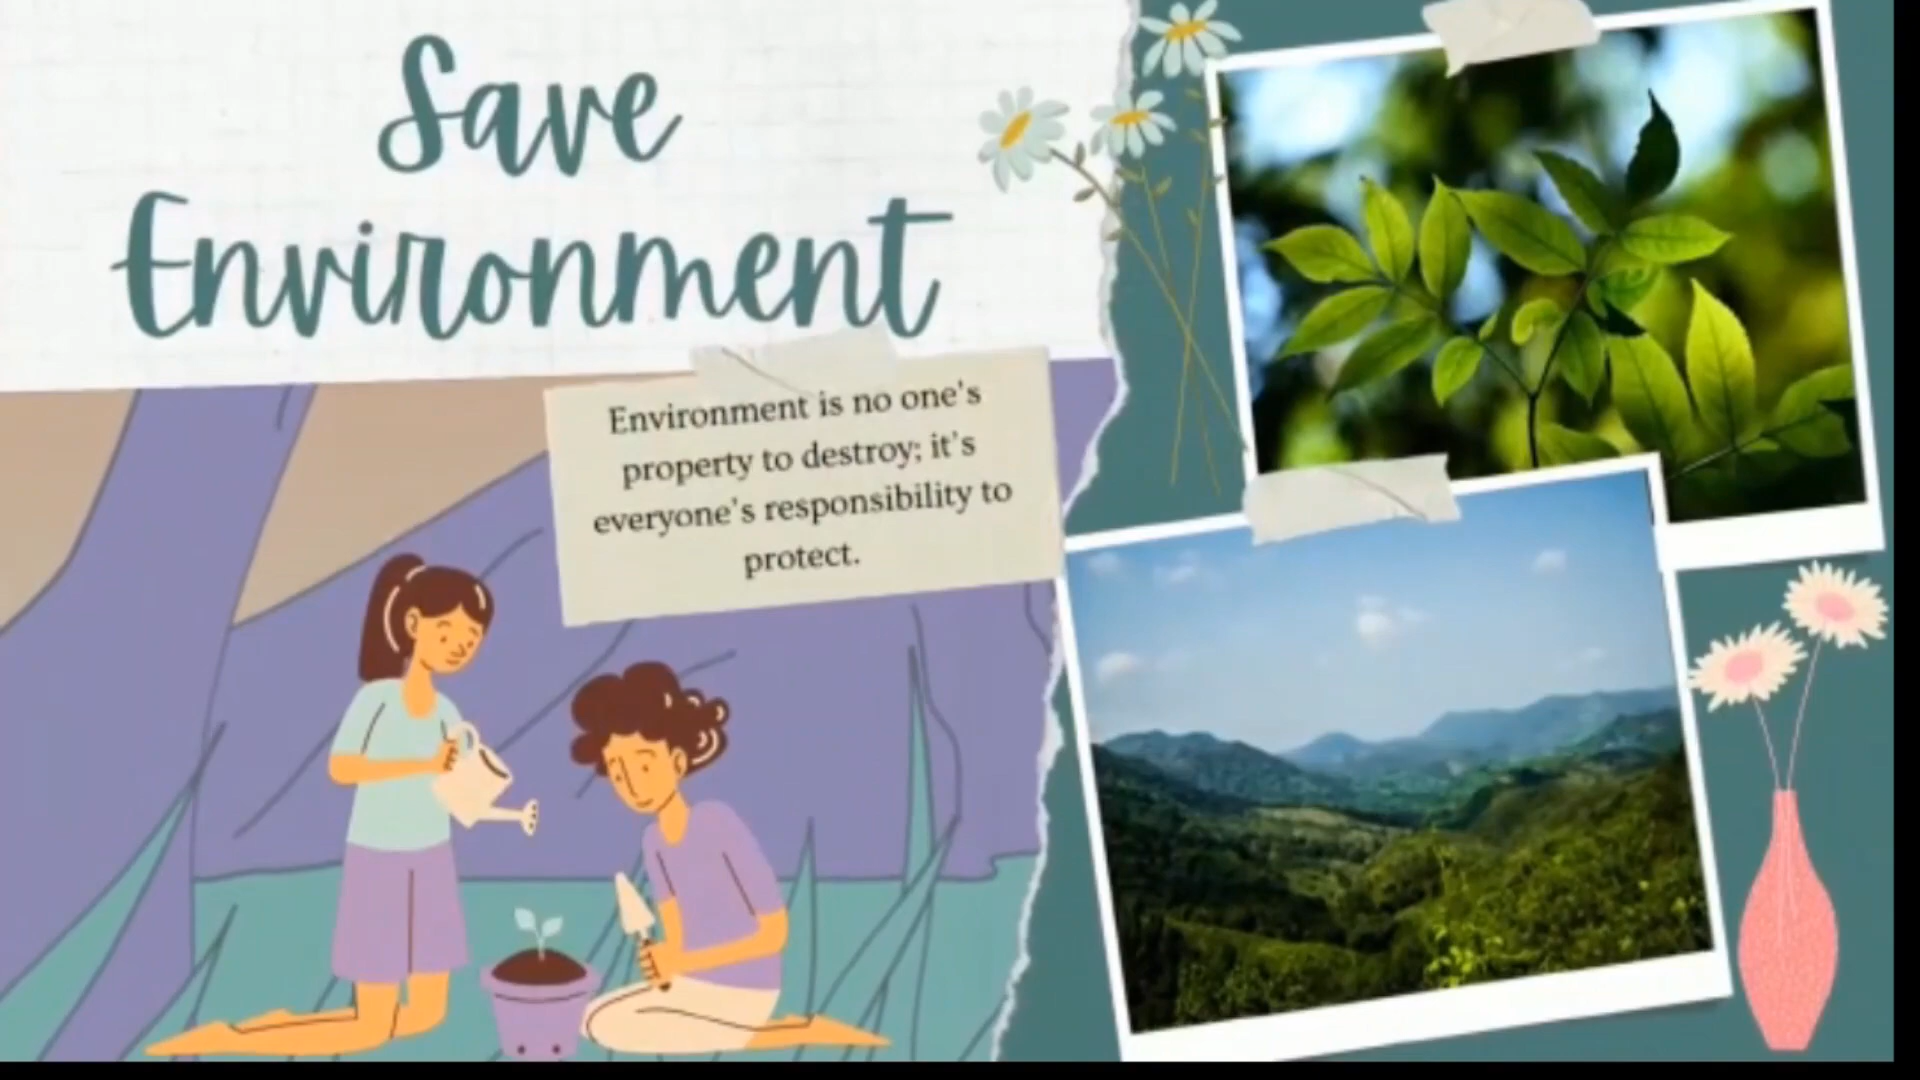 Save
Environment
Environment is no one's
property to destroy; it's
everyone's responsibility to
protect.